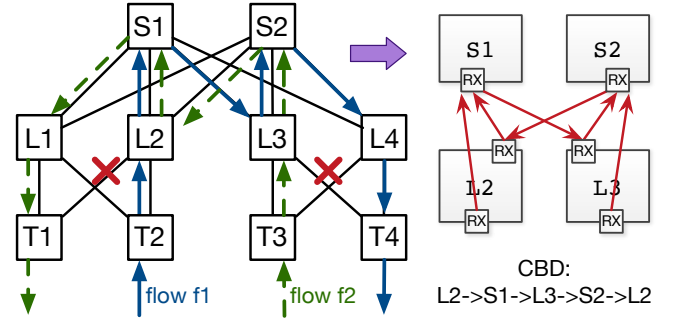 S1 S2
L1 L2 L3 L4
T1 T2 T3 T4
flow f1 flow f2
S1 S2
RX RX
RX RX
L2 L3
RX RX
CBD:
L2->S1->L3->S2->L2